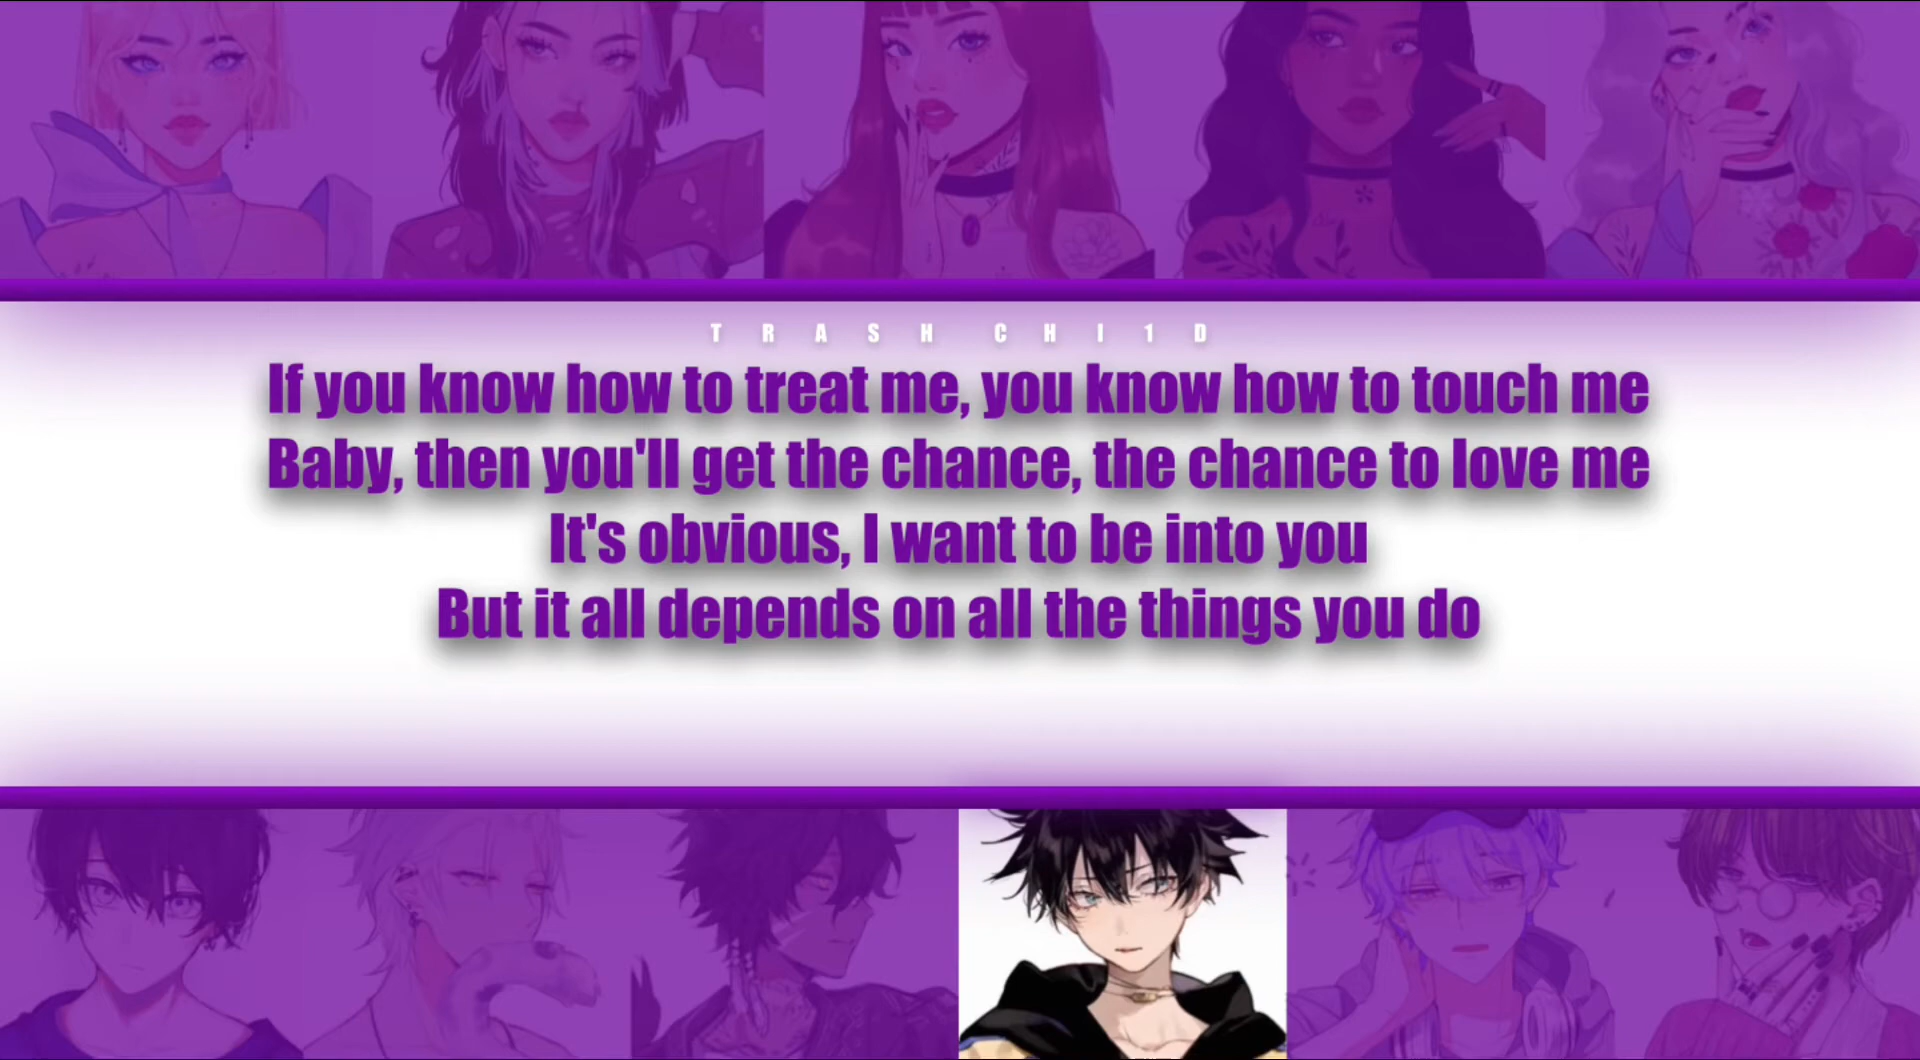 TRASH CHI1D
If you know how to treat me, you know how to touch me
Baby, then you'll get the chance, the chance to love me
It's obvious, I want to be into you
But it all depends on all the things you do